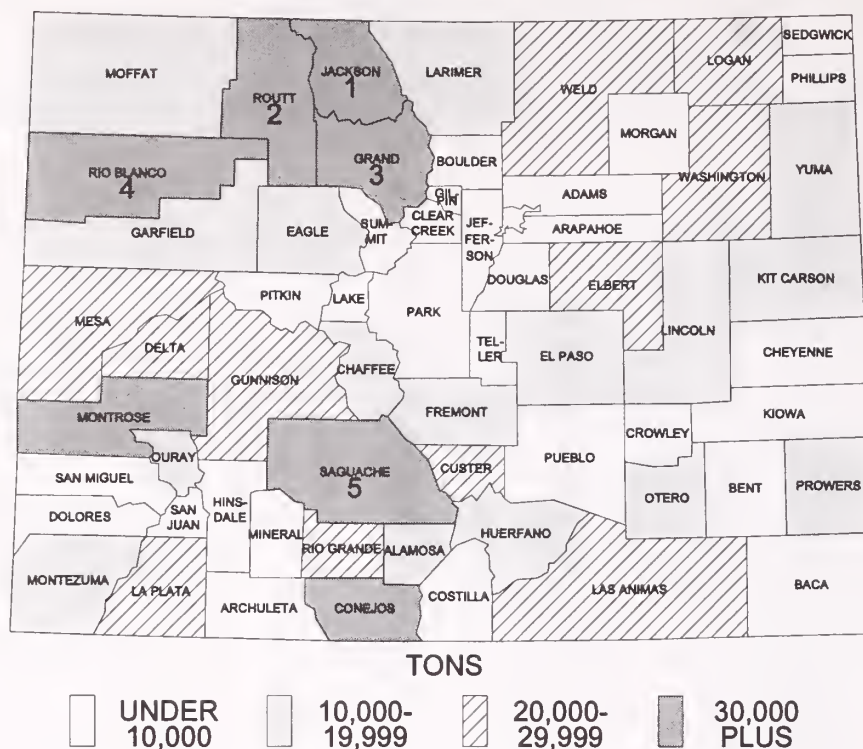 MOFFAT
ROUTT
2
JACKSON
1
LARIMER
WELD
LOGAN
SEDGWICK
PHILLIPS
MORGAN
RIO BLANCO
4
GRAND
3
BOULDER
WASHINGTON
YUMA
GARFIELD
EAGLE
SUM-
MIT
GIL-
PIN
CLEAR
CREEK
JEF-
FER-
SON
ADAMS
ARAPAHOE
DOUGLAS
ELBERT
LINCOLN
KIT CARSON
MESA
PITKIN
LAKE
PARK
DELTA
GUNNISON
CHAFFEE
TEL-
LER
EL PASO
CHEYENNE
MONTROSE
FREMONT
KIOWA
CROWLEY
OURAY
SAN MIGUEL
SAGUACHE
5
CUSTER
PUEBLO
OTERO
BENT
PROWERS
DOLORES
SAN
JUAN
HINS-
DALE
MINERAL
RIO GRANDE
ALAMOSA
HUERFANO
MONTEZUMA
LA PLATA
ARCHULETA
CONEJOS
COSTILLA
LAS ANIMAS
BACA
TONS
UNDER
10,000
10,000-
19,999
20,000-
29,999
30,000
PLUS